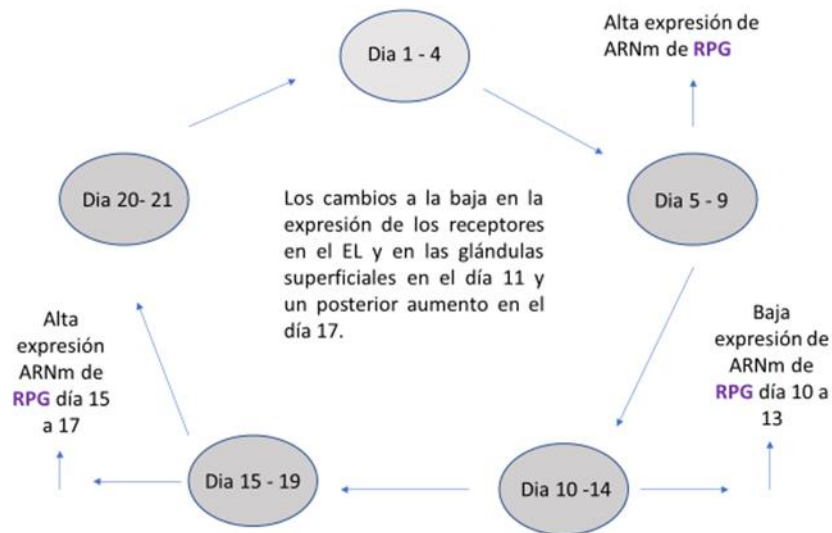 Dia 1 - 4
Alta expresión de
ARNm de RPG
Dia 20- 21
Dia 5 - 9
Los cambios a la baja en la
expresión de los receptores
en el EL y en las glándulas
superficiales en el día 11 y
un posterior aumento en el
día 17.
Alta
expresión
ARNm de
RPG día 15
a 17
Baja
expresión de
ARNm de
RPG día 10 a
13
Dia 15 - 19
Dia 10 -14